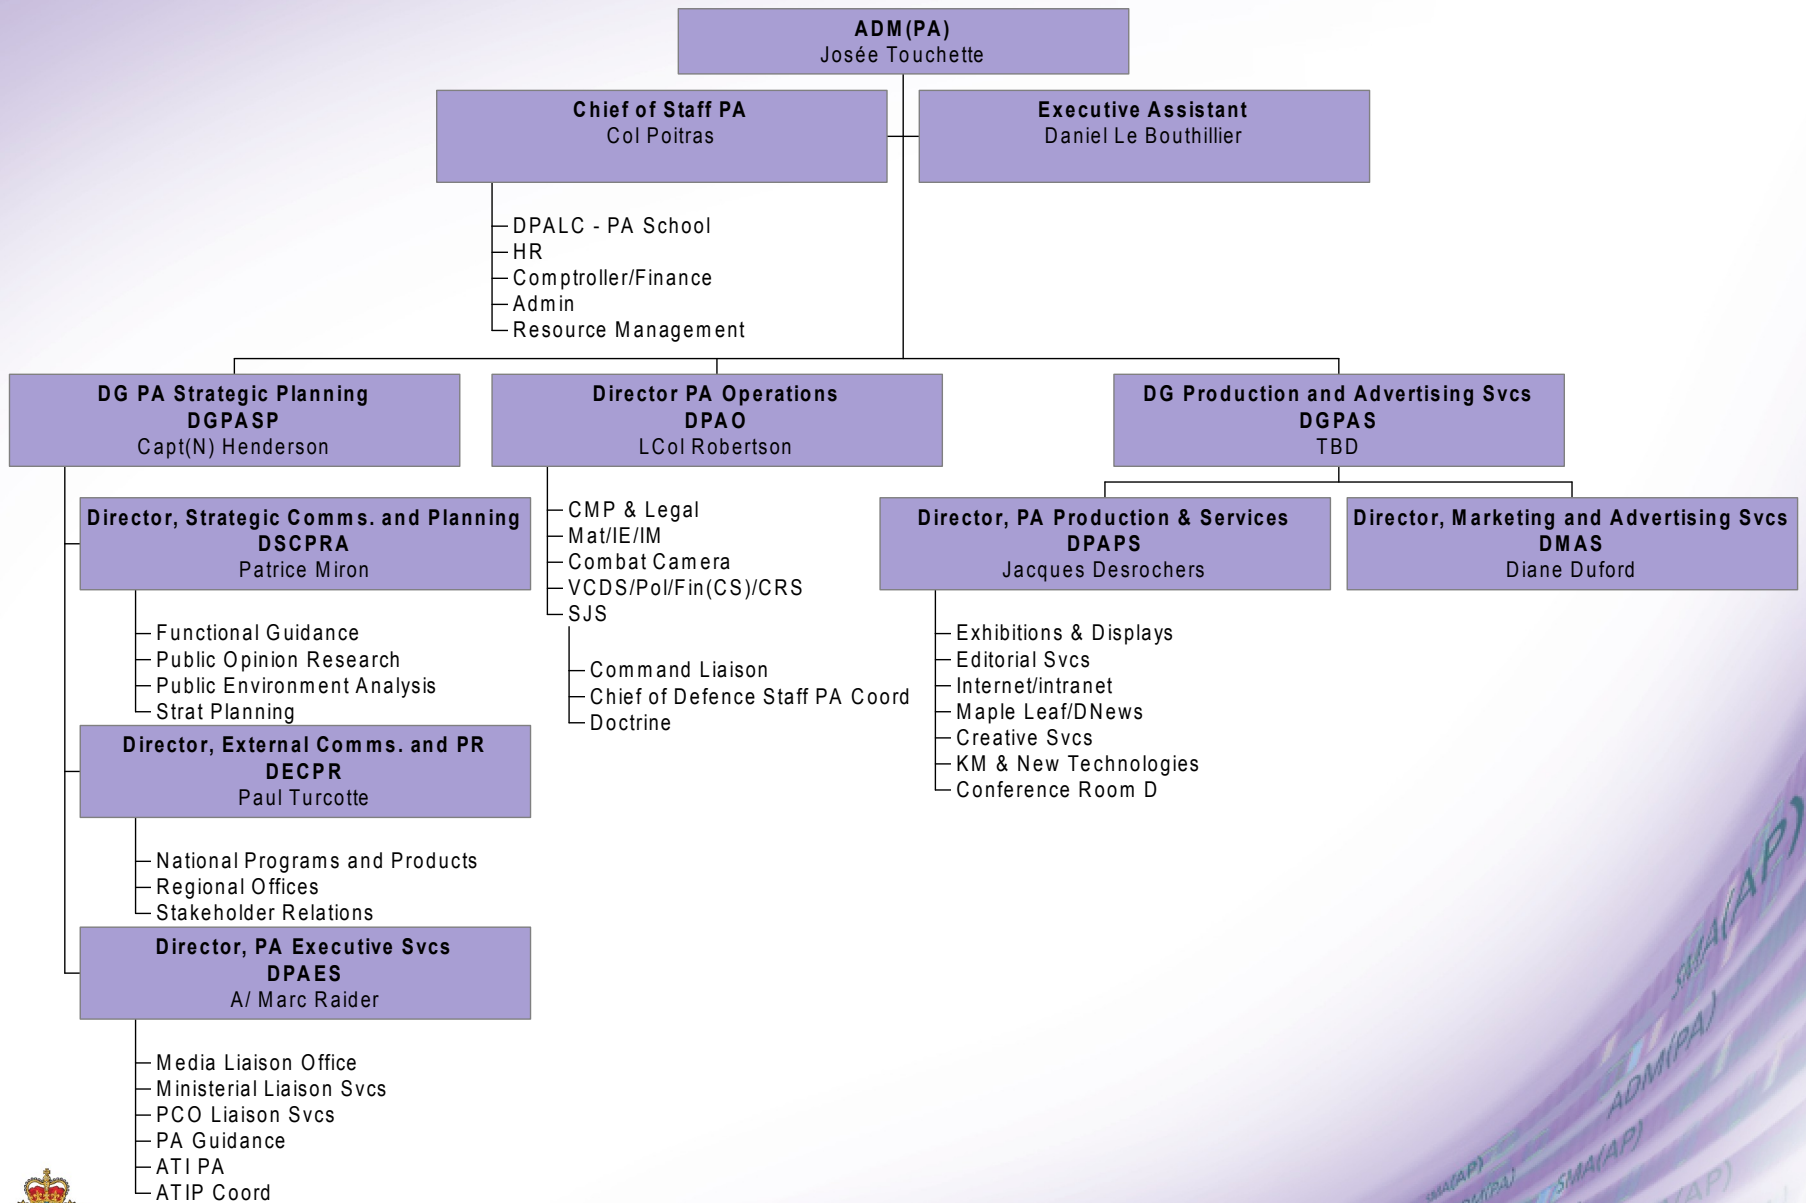 ADM(PA)
Josée Touchette
Chief of Staff PA
Col Poitras
Executive Assistant
Daniel Le Bouthillier
DPALC - PA School
HR
Comptroller/Finance
Admin
Resource Management
DG PA Strategic Planning
DGPASP
Capt(N) Henderson
Director PA Operations
DPAO
LCol Robertson
DG Production and Advertising Svcs
DGPAS
TBD
Director, Strategic Comms. and Planning
DSCPRA
Patrice Miron
Functional Guidance
Public Opinion Research
Public Environment Analysis
Strat Planning
Director, External Comms. and PR
DECPR
Paul Turcotte
National Programs and Products
Regional Offices
Stakeholder Relations
Director, PA Executive Svcs
DPAES
A/ Marc Raider
Media Liaison Office
Ministerial Liaison Svcs
PCO Liaison Svcs
PA Guidance
ATI PA
ATIP Coord
CMP & Legal
Mat/IE/IM
Combat Camera
VCDS/Pol/Fin(CS)/CRS
SJS
Command Liaison
Chief of Defence Staff PA Coord
Doctrine
Director, PA Production & Services
DPAPS
Jacques Desrochers
Exhibitions & Displays
Editorial Svcs
Internet/intranet
Maple Leaf/DNews
Creative Svcs
KM & New Technologies
Conference Room D
Director, Marketing and Advertising Svcs
DMAS
Diane Duford
SMA(AP)
ADM(PA)
SMA(AP)
SMA(AP)